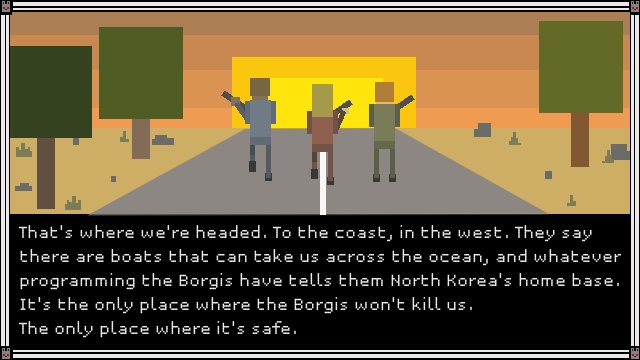 That's where we're headed. To the coast, in the west. They say
there are boats that can take us across the ocean, and whatever
programming the Borgis have tells them North Korea's home base.
It's the only place where the Borgis won't kill us.
The only place where it's safe.